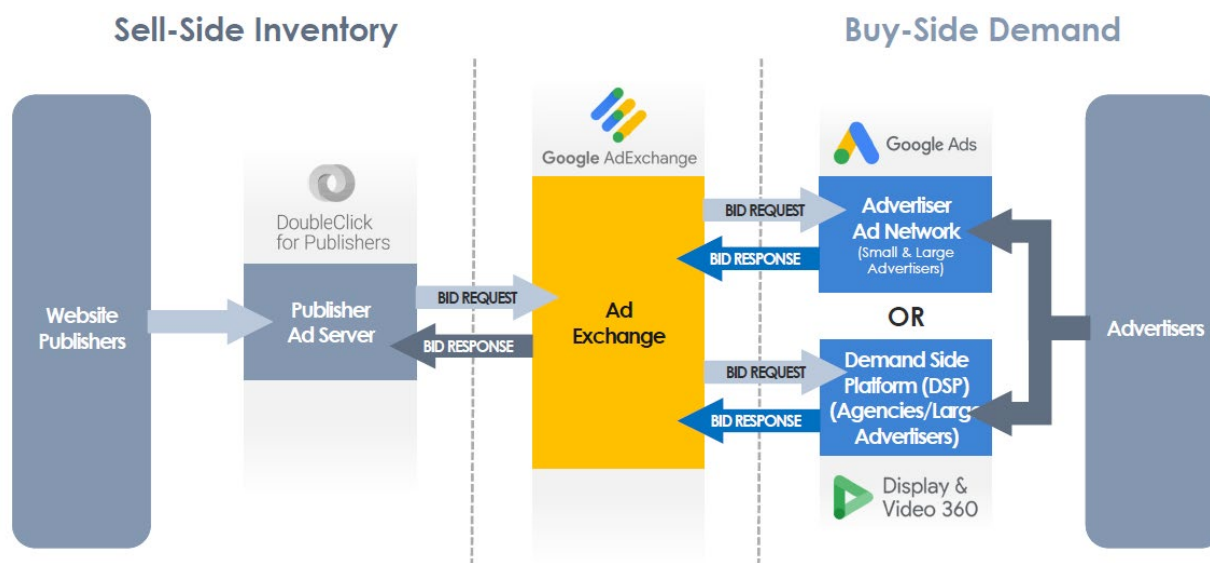 Sell-Side Inventory
Buy-Side Demand
Website
Publishers
DoubleClick
for Publishers
Publisher
Ad Server
BID REQUEST
BID RESPONSE
Google AdExchange
Ad
Exchange
BID REQUEST
BID RESPONSE
BID REQUEST
BID RESPONSE
Google Ads
Advertiser
Ad Network
(Small & Large
Advertisers)
OR
Demand Side
Platform (DSP)
(Agencies/Large
Advertisers)
Display &
Video 360
Advertisers